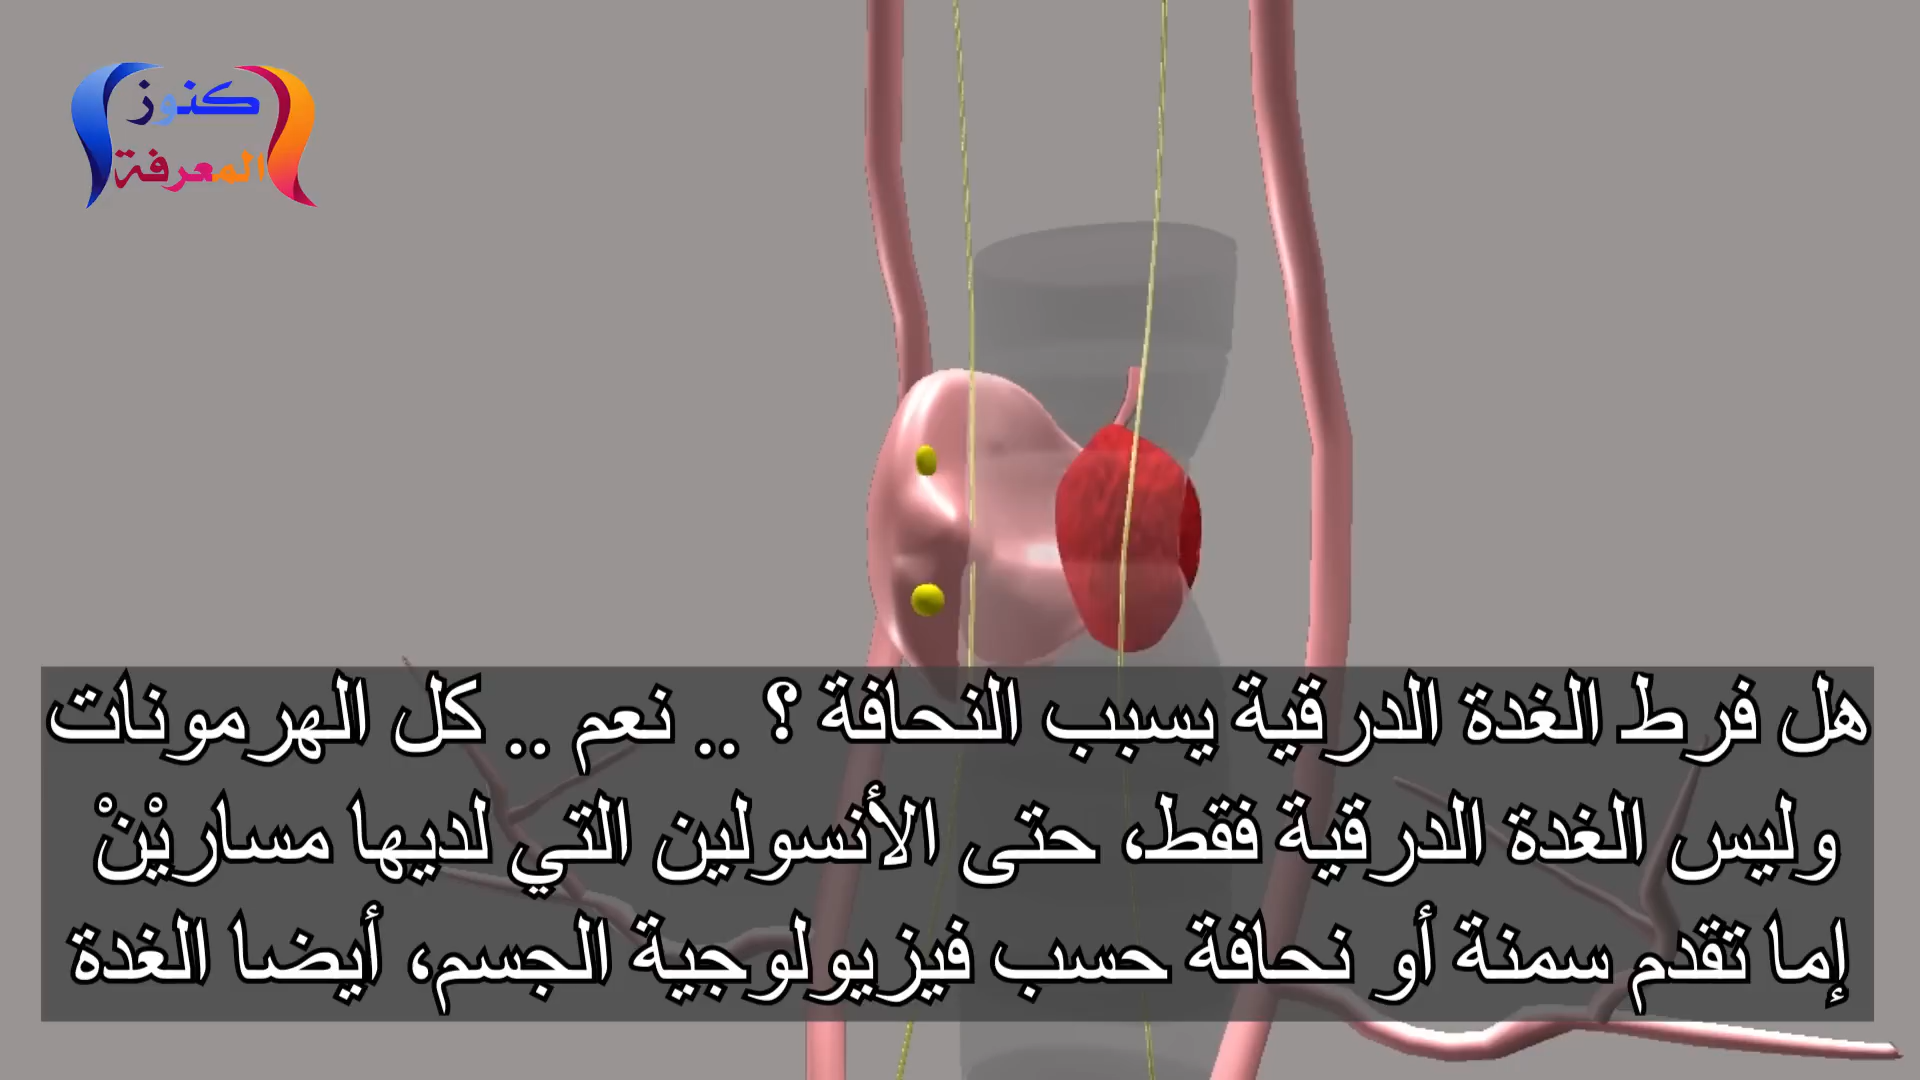 كنوز
المعرفة
هل فرط الغدة الدرقية يسبب النحافة ؟ .. نعم .. كل الهرمونات
وليس الغدة الدرقية فقط، حتى الأنسولين التي لديها مساريْنْ
إما تقدم سمنة أو نحافة حسب فيزيولوجية الجسم، أيضا الغدة